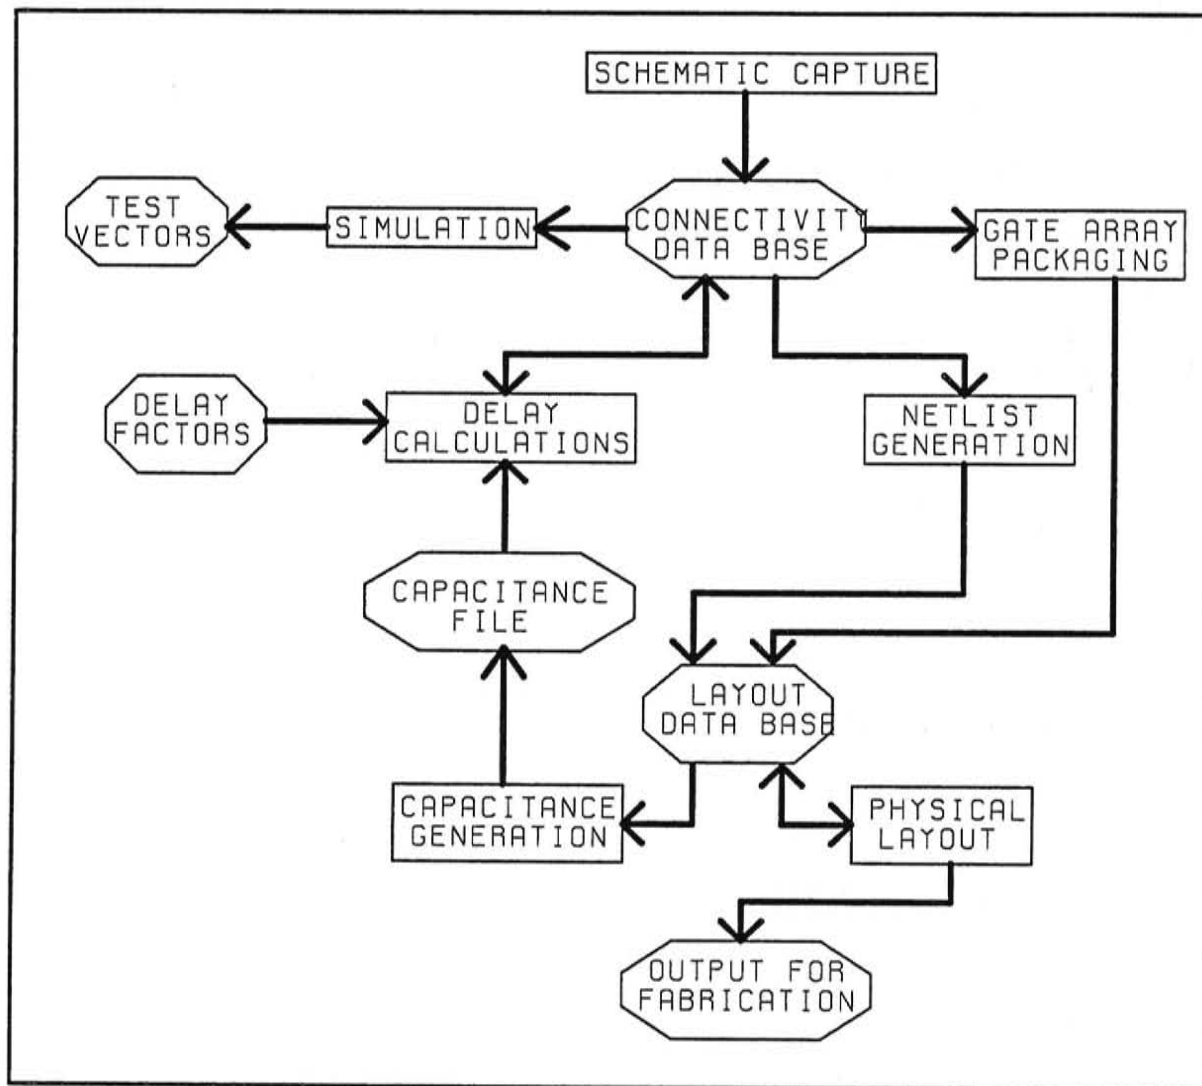 SCHEMATIC CAPTURE
TEST
VECTORS
SIMULATION
CONNECTIVITY
DATA BASE
GATE ARRAY
PACKAGING
DELAY
FACTORS
DELAY
CALCULATIONS
NETLIST
GENERATION
CAPACITANCE
FILE
LAYOUT
DATA BASE
CAPACITANCE
GENERATION
PHYSICAL
LAYOUT
OUTPUT FOR
FABRICATION